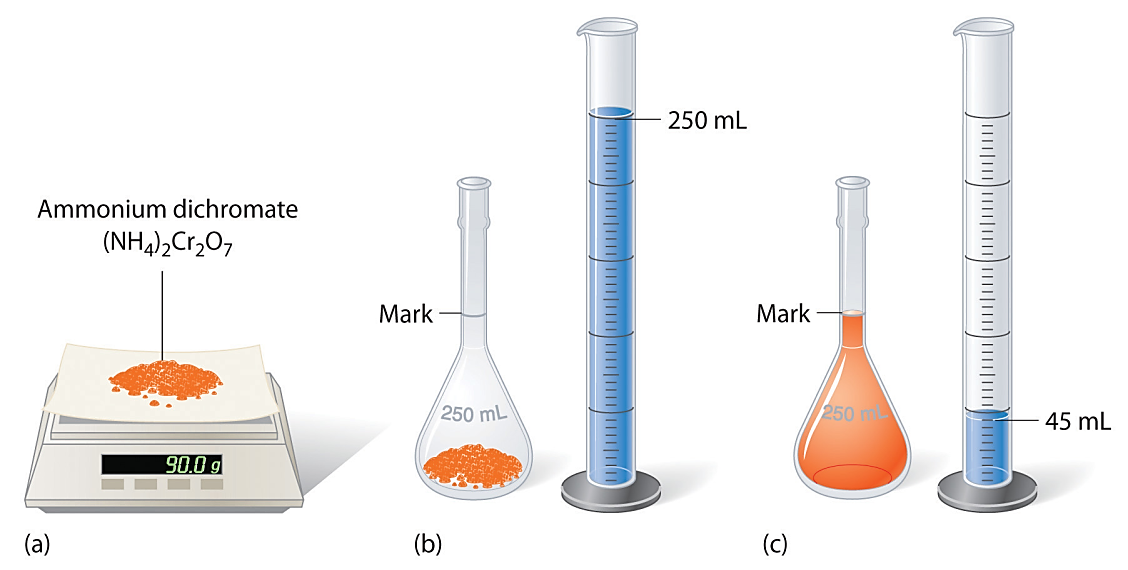 Ammonium dichromate
(NH₄)₂Cr₂O₇
90.0 g
(a)
Mark
250 mL
250 mL
(b)
Mark
250 mL
45 mL
(c)